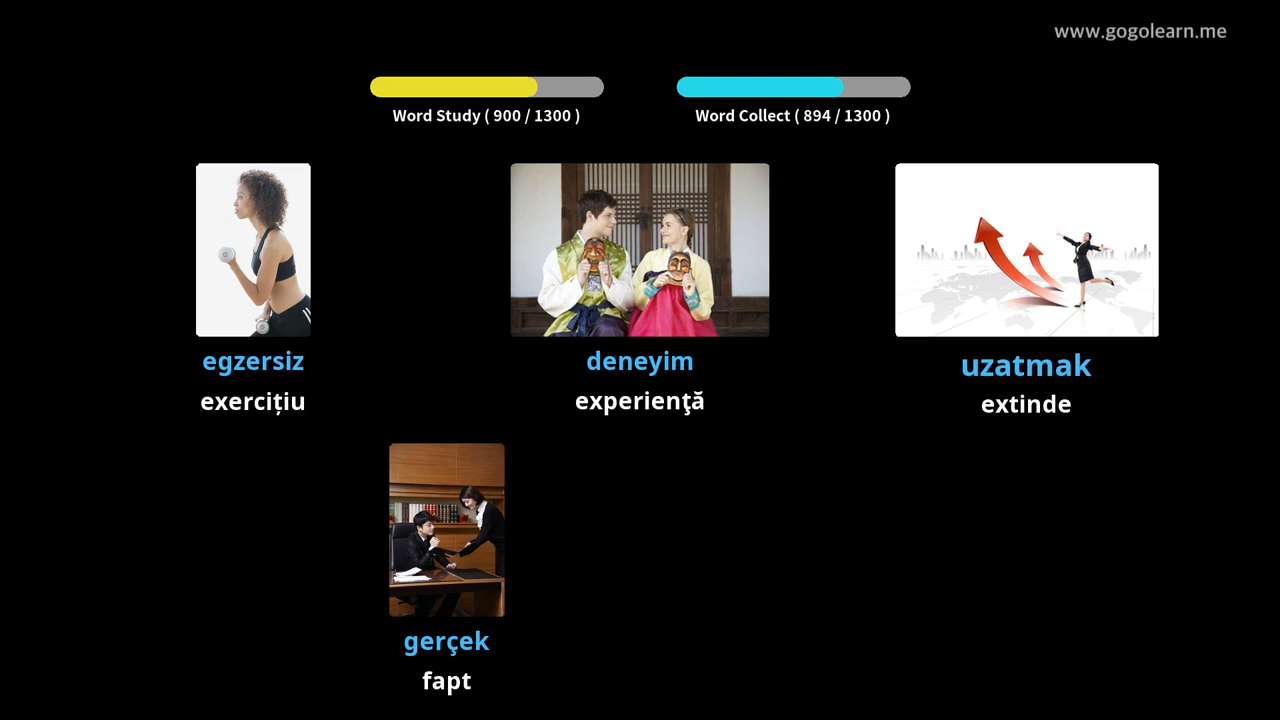 www.gogolearn.me
Word Study ( 900 / 1300 )
Word Collect ( 894 / 1300 )
egzersiz
exercițiu
deneyim
experienţă
uzatmak
extinde
gerçek
fapt